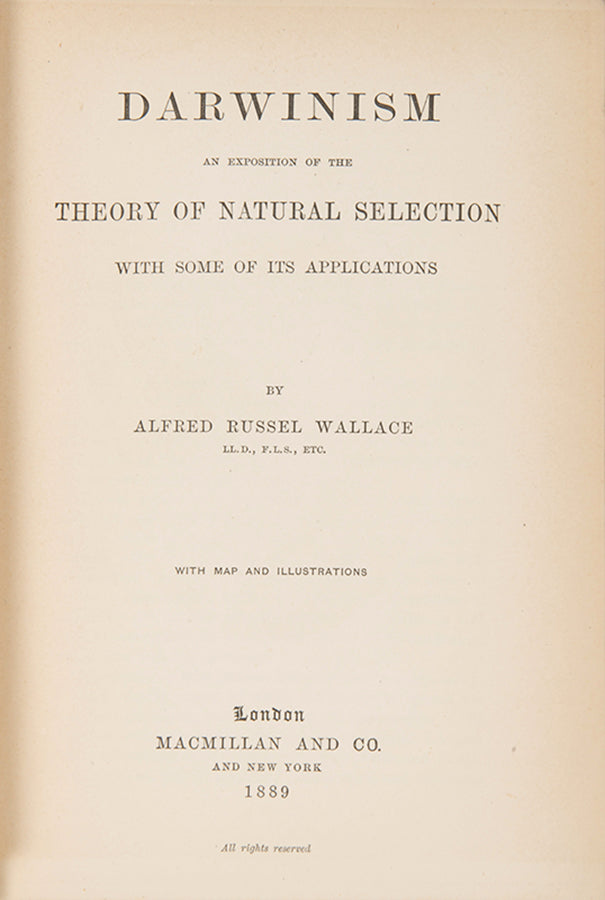 DARWINISM
AN EXPOSITION OF THE
THEORY OF NATURAL SELECTION
WITH SOME OF ITS APPLICATIONS
BY
ALFRED RUSSEL WALLACE
LL.D., F.L.S., ETC.
WITH MAP AND ILLUSTRATIONS
London
MACMILLAN AND CO.
AND NEW YORK
1889
All rights reserved